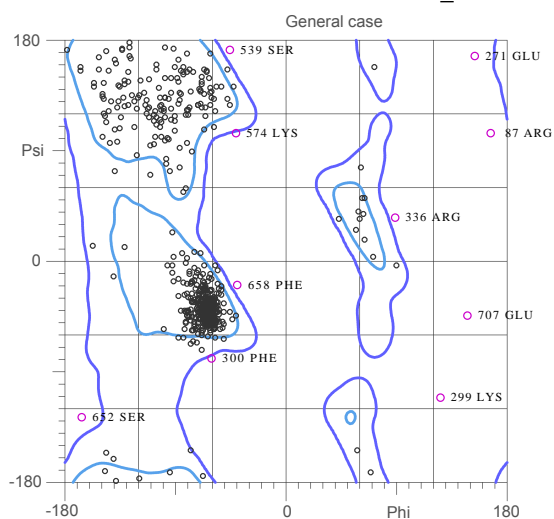 General case
180
539 SER
271 GLU
574 LYS
87 ARG
Psi
336 ARG
0
658 PHE
707 GLU
300 PHE
299 LYS
652 SER
-180
-180
0
Phi
180